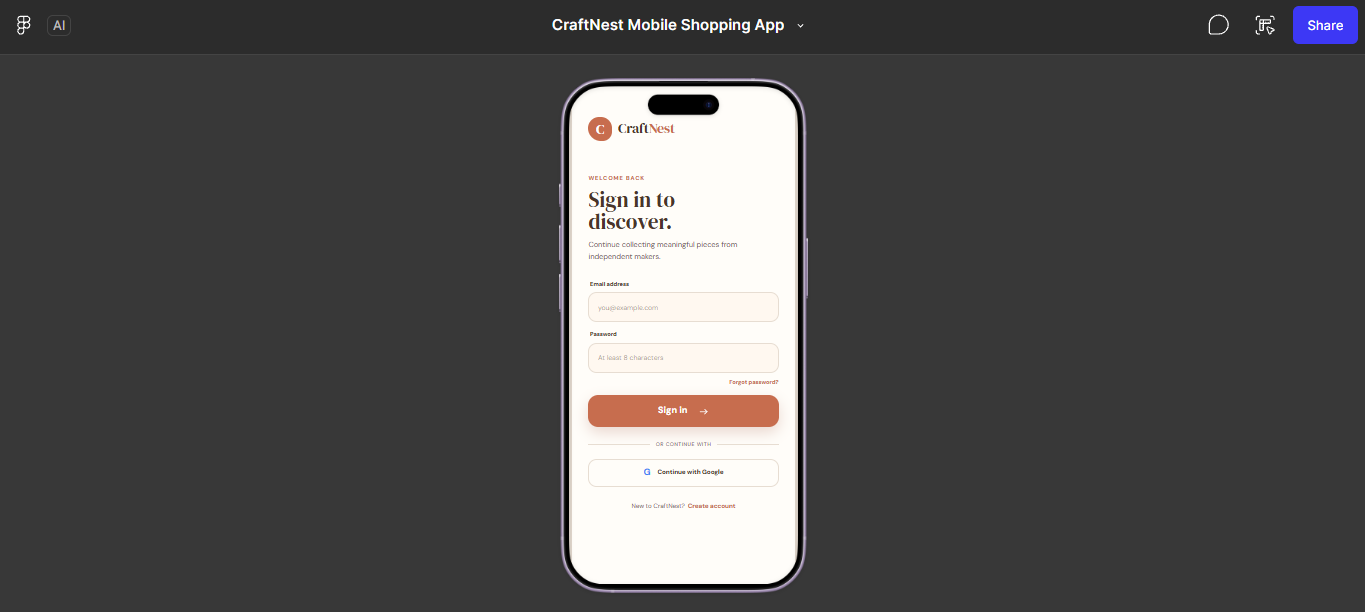 AI
CraftNest Mobile Shopping App
Share
C CraftNest
WELCOME BACK
Sign in to
discover.
Continue collecting meaningful pieces from
independent makers.
Email address
you@example.com
Password
At least 8 characters
Forgot password?
Sign in →
OR CONTINUE WITH
G Continue with Google
New to CraftNest? Create account